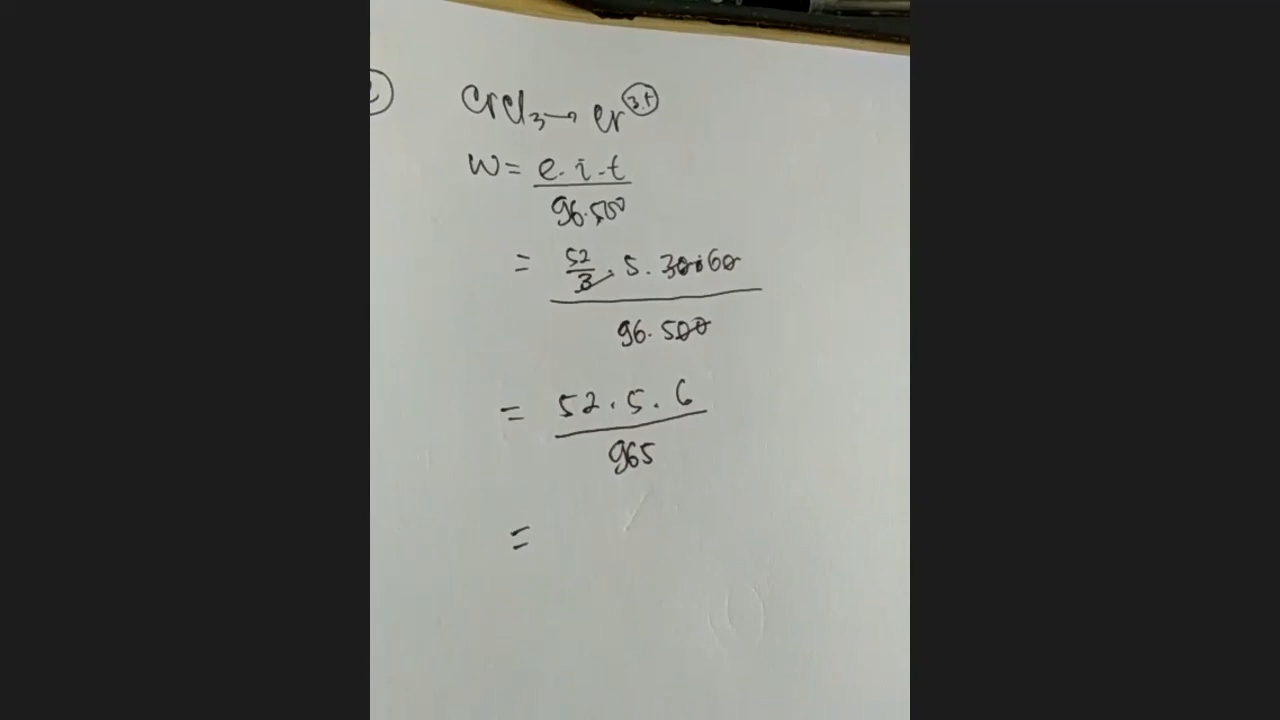 CrCl₃ → Cr³⁺
W = e. i. t / 96.500
= 52/3 . 5. 30.60 / 96.500
= 52. 5. 6 / 965
=